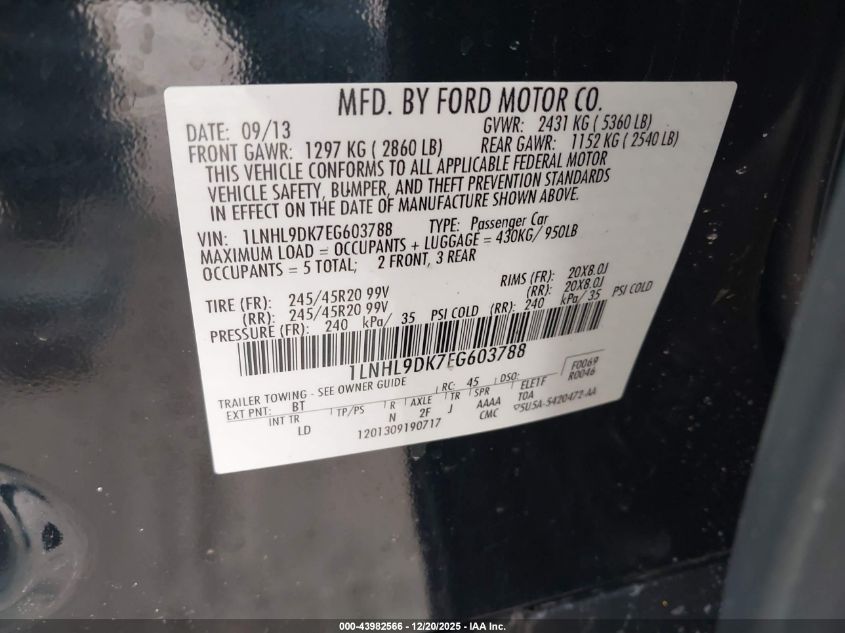 MFD. BY FORD MOTOR CO.
DATE: 09/13 GVWR: 2431 KG ( 5360 LB)
FRONT GAWR: 1297 KG ( 2860 LB) REAR GAWR: 1152 KG ( 2540 LB)
THIS VEHICLE CONFORMS TO ALL APPLICABLE FEDERAL MOTOR
VEHICLE SAFETY, BUMPER, AND THEFT PREVENTION STANDARDS
IN EFFECT ON THE DATE OF MANUFACTURE SHOWN ABOVE.
VIN: 1LNHL9DK7EG603788 TYPE: Passenger Car
MAXIMUM LOAD = OCCUPANTS + LUGGAGE = 430KG/ 950LB
OCCUPANTS = 5 TOTAL; 2 FRONT, 3 REAR
TIRE (FR): 245/45R20 99V RIMS (FR): 20X8.0J
(RR): 245/45R20 99V (RR): 20X8.0J
PRESSURE (FR): 240 kPa/ 35 PSI COLD (RR): 240 kPa/ 35 PSI COLD
1LNHL9DK7EG603788
F0069
R0046
TRAILER TOWING - SEE OWNER GUIDE RC: 45 DSO:
EXT PNT: BT TP/PS R AXLE TR SPR ELETF
INT TR N 2F J AAAA TOA
LD 1201309190717 CMC 5U5A-5420472-AA
000-43982566 - 12/20/2025 - IAA Inc.